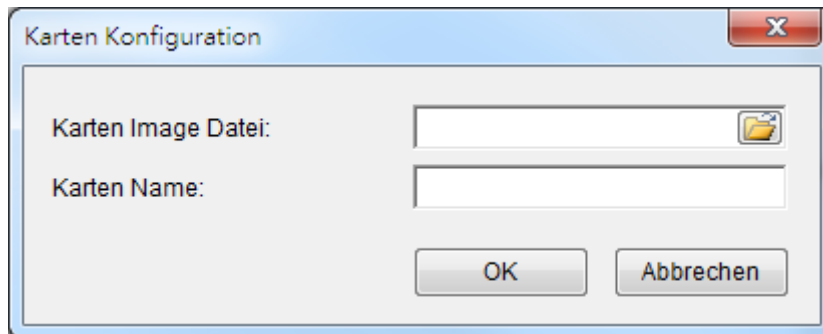 Karten Konfiguration
Karten Image Datei:
Karten Name:
OK Abbrechen